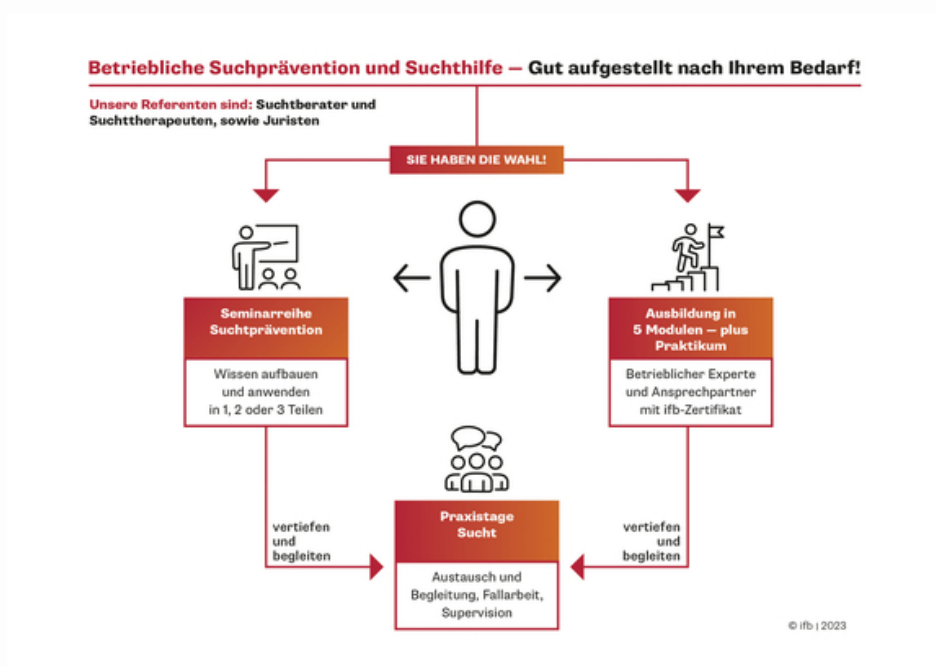 Betriebliche Suchprävention und Suchthilfe — Gut aufgestellt nach Ihrem Bedarf!
Unsere Referenten sind: Suchtberater und
Suchttherapeuten, sowie Juristen
SIE HABEN DIE WAHL!
Seminarreihe
Suchtprävention
Wissen aufbauen
und anwenden
in 1, 2 oder 3 Teilen
Ausbildung in
5 Modulen — plus
Praktikum
Betrieblicher Experte
und Ansprechpartner
mit ifb-Zertifikat
vertiefen
und
begleiten
Praxistage
Sucht
Austausch und
Begleitung, Fallarbeit,
Supervision
vertiefen
und
begleiten
© ifb | 2023